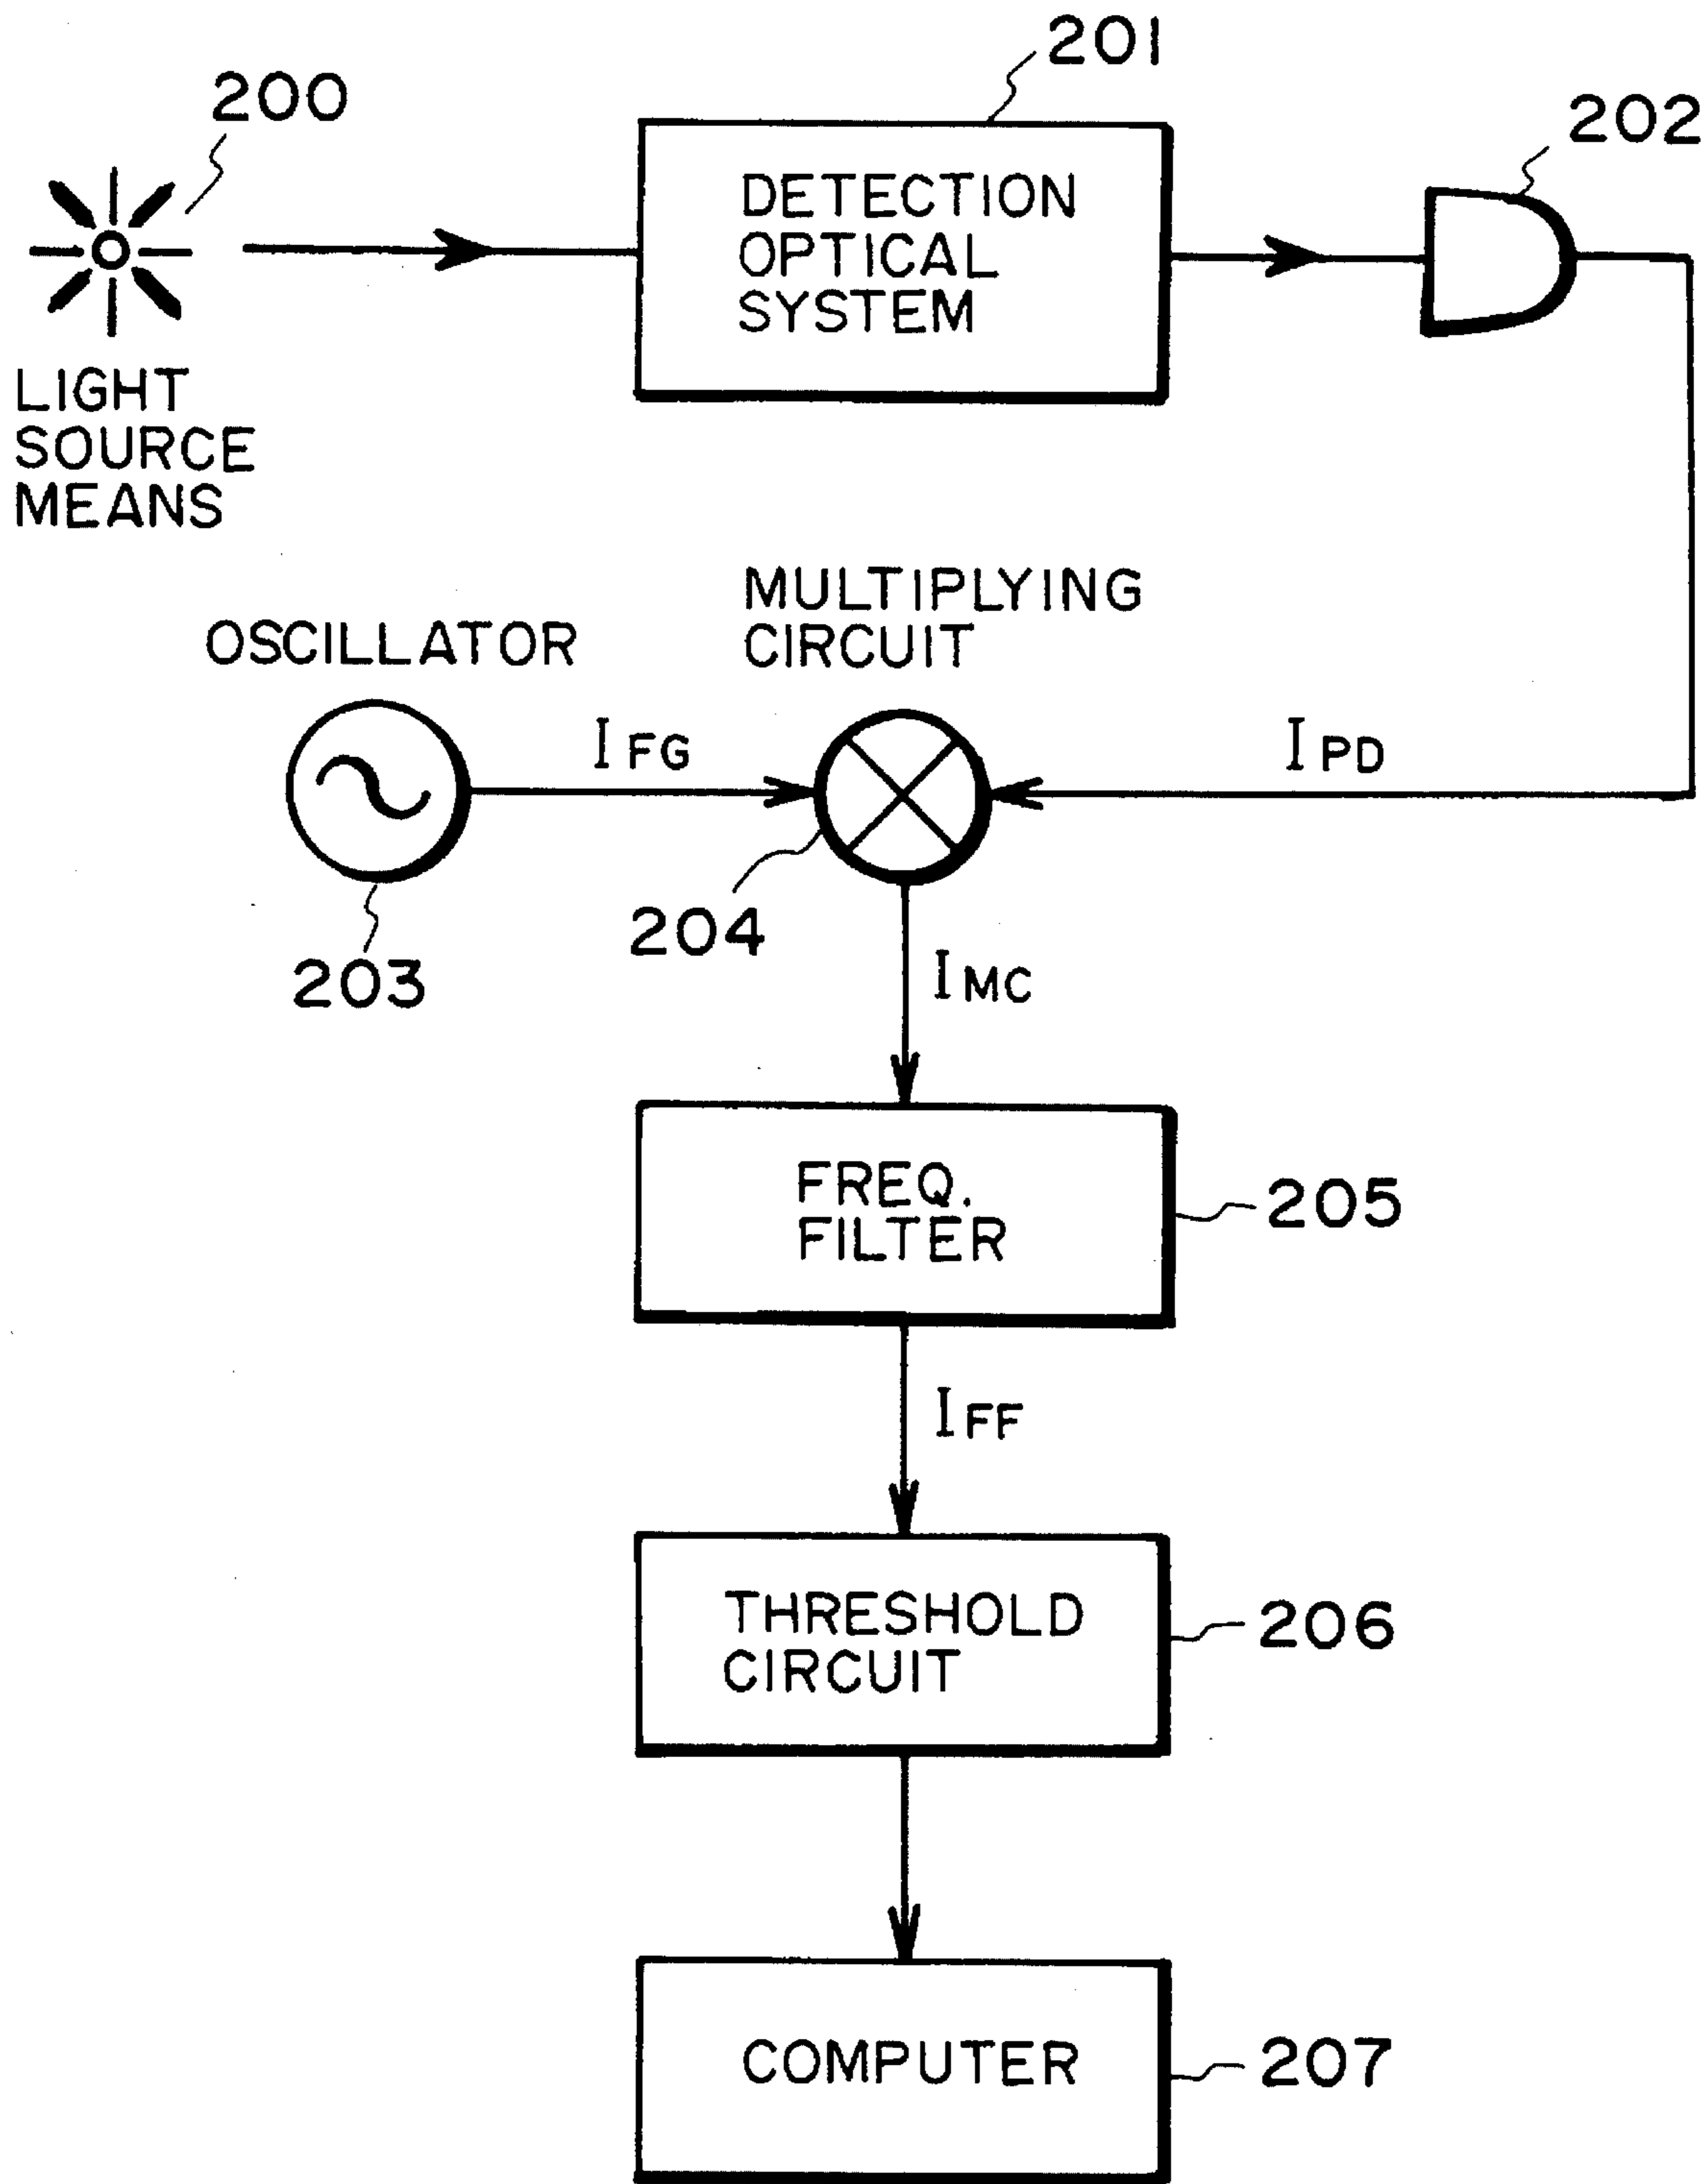 201
200
202
DETECTION
OPTICAL
SYSTEM
LIGHT
SOURCE
MEANS
MULTIPLYING
CIRCUIT
OSCILLATOR
IFG
IPD
204
203
IMC
FREQ.
FILTER
205
IFF
THRESHOLD
CIRCUIT
206
COMPUTER
207